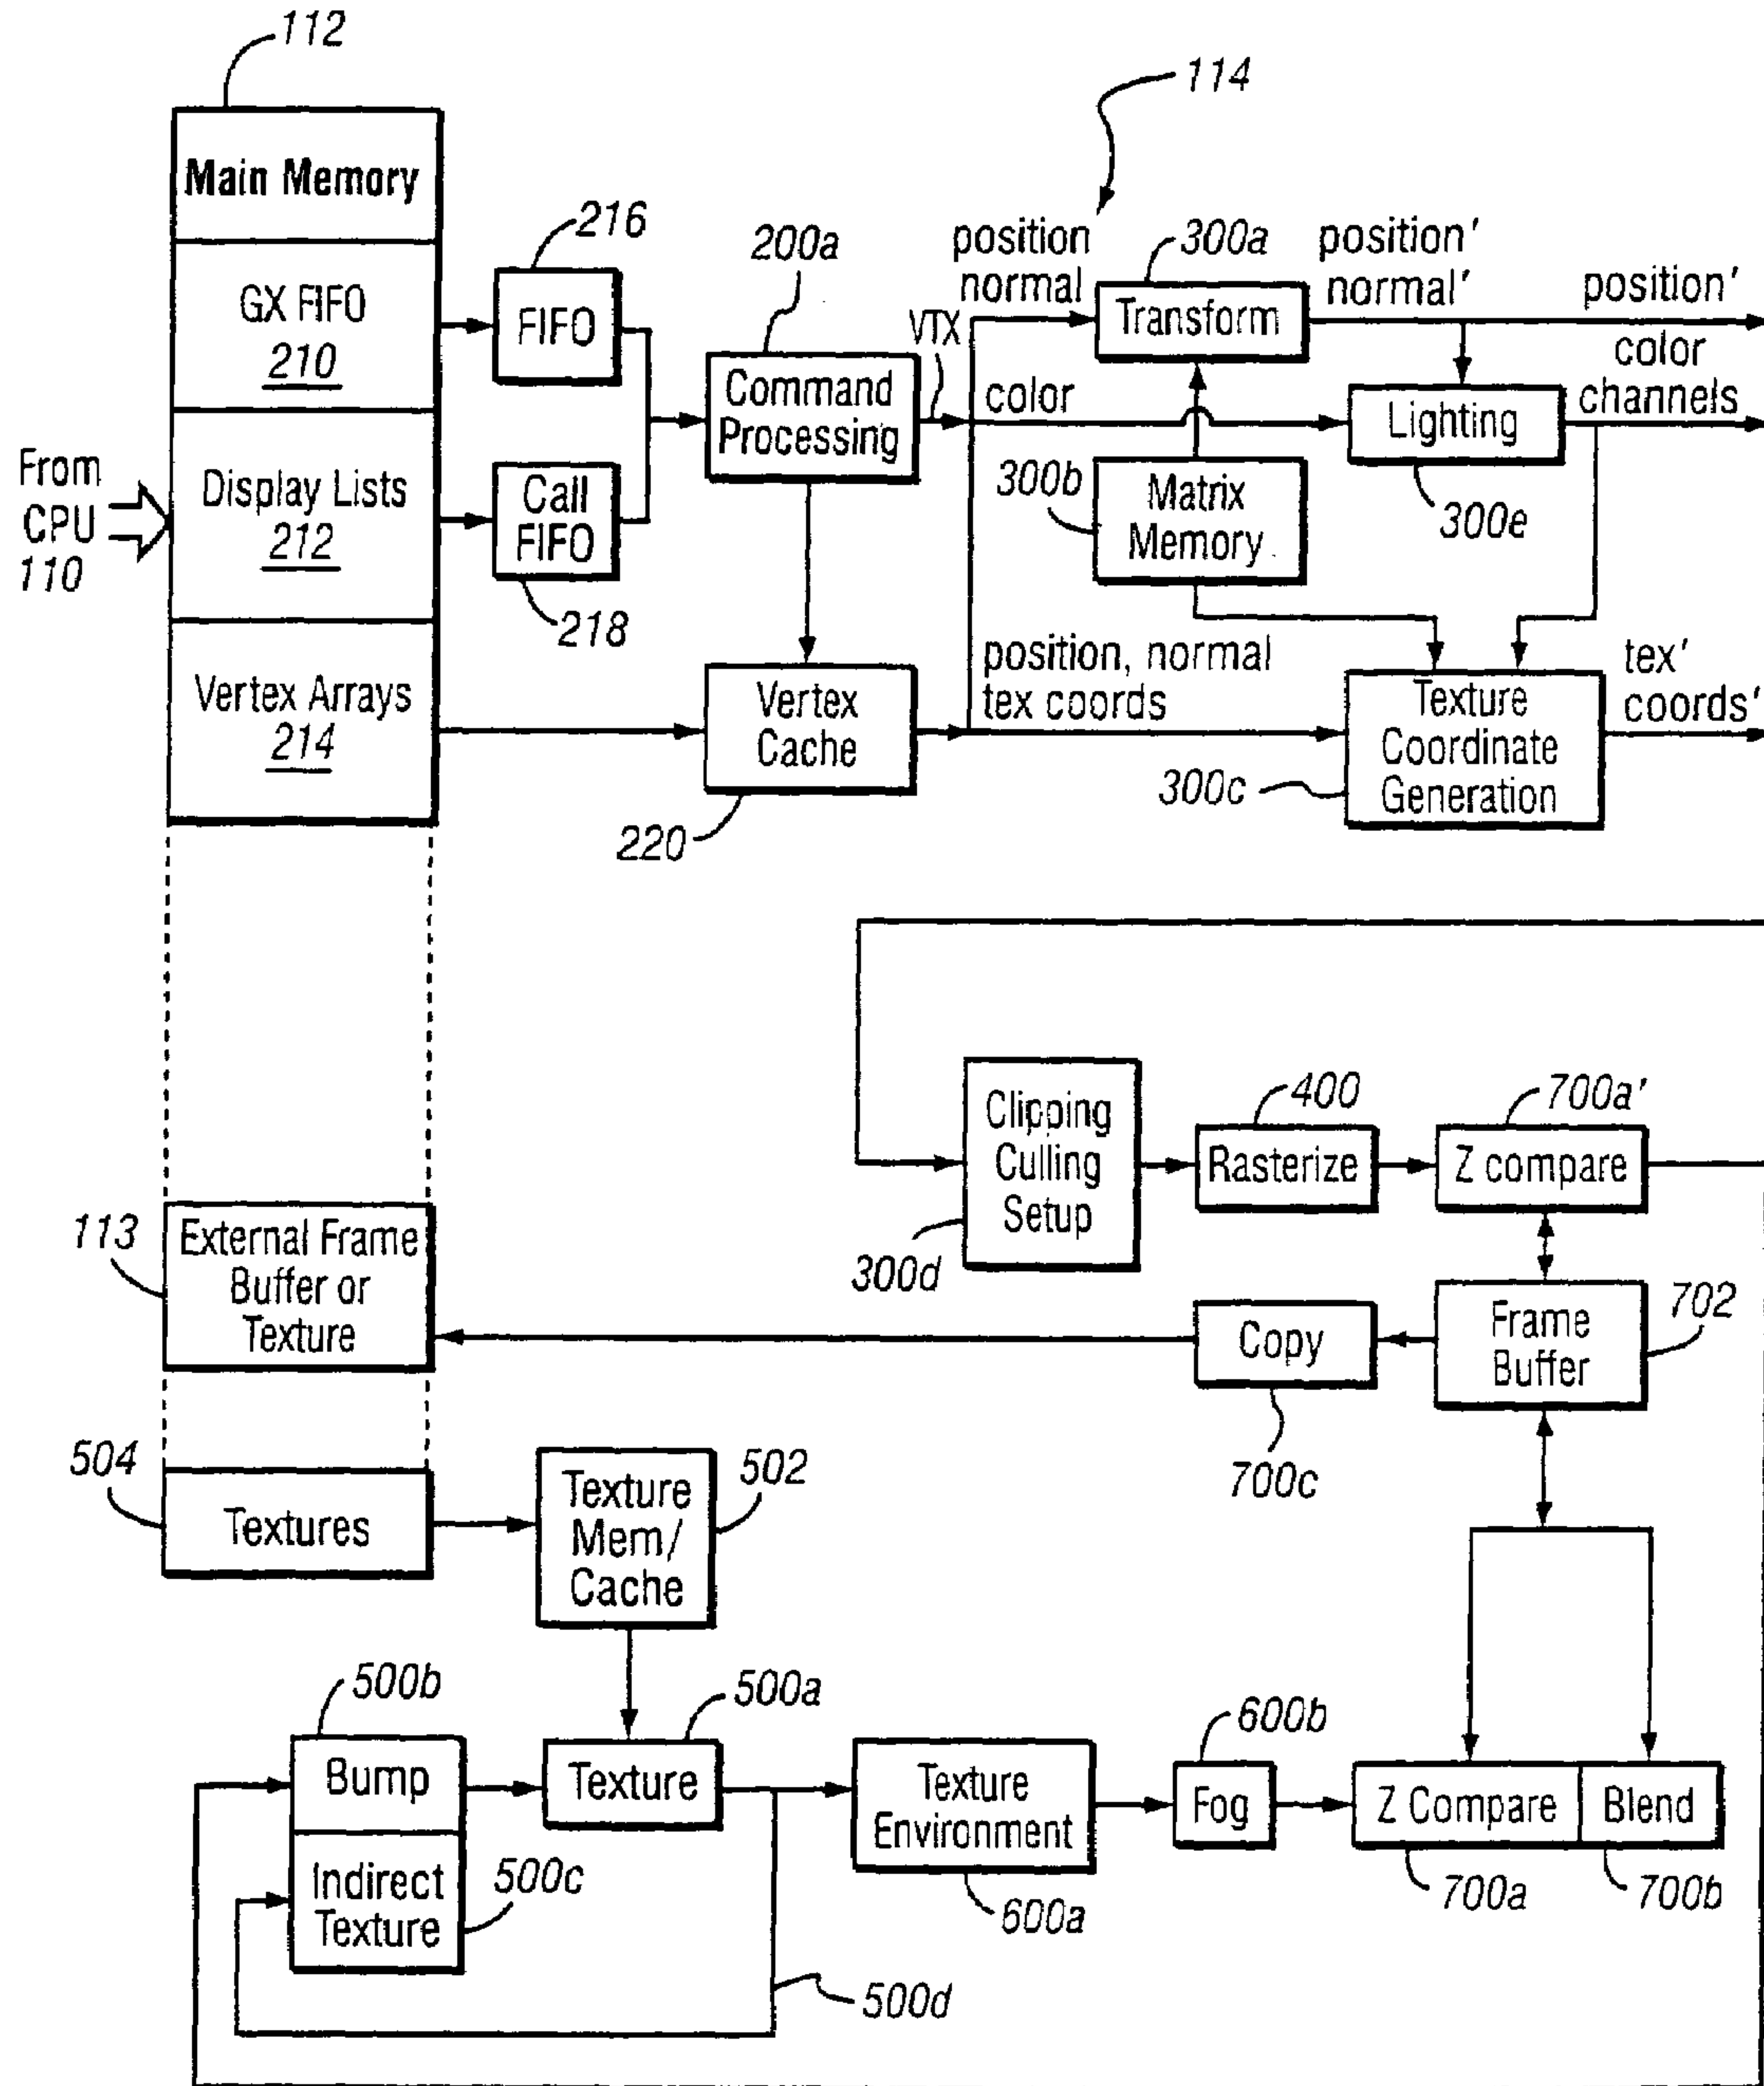 112
114
Main Memory
GX FIFO
210
Display Lists
212
Vertex Arrays
214
From
CPU
110
216
FIFO
Call
FIFO
218
200a
Command
Processing
VTX
Vertex
Cache
220
position
normal
300a
Transform
position'
normal'
position'
color
channels
color
Lighting
300e
300b
Matrix
Memory
position, normal
tex coords
Texture
Coordinate
Generation
300c
tex'
coords'
Clipping
Culling
Setup
300d
400
Rasterize
700a'
Z compare
113
External Frame
Buffer or
Texture
Copy
700c
Frame
Buffer
702
504
Textures
Texture
Mem/
Cache
502
500b
Bump
Indirect
Texture
500c
500a
Texture
500d
Texture
Environment
600a
600b
Fog
Z Compare
Blend
700a
700b